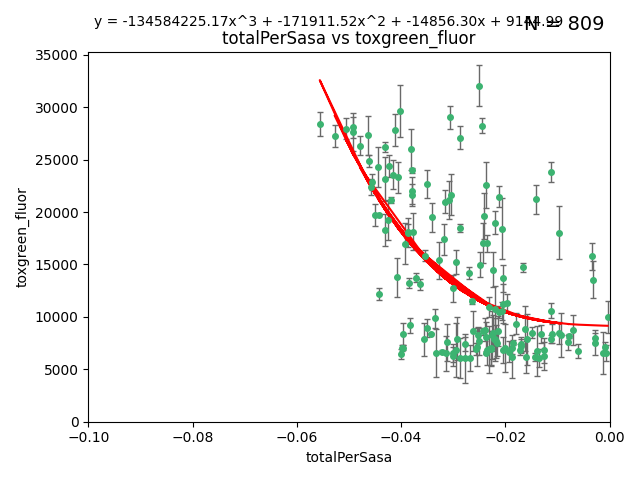 y = -134584225.17x^3 + -171911.52x^2 + -14856.30x + 9144.99
N = 809
totalPerSasa vs toxgreen_fluor
35000
30000
25000
20000
15000
10000
5000
0
toxgreen_fluor
−0.10 −0.08 −0.06 −0.04 −0.02 0.00
totalPerSasa